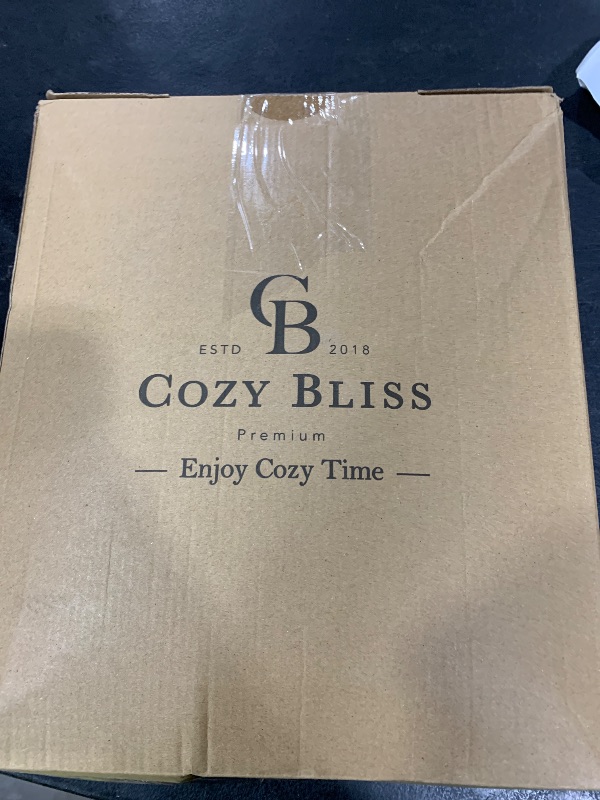 CB
ESTD 2018
COZY BLISS
Premium
— Enjoy Cozy Time —